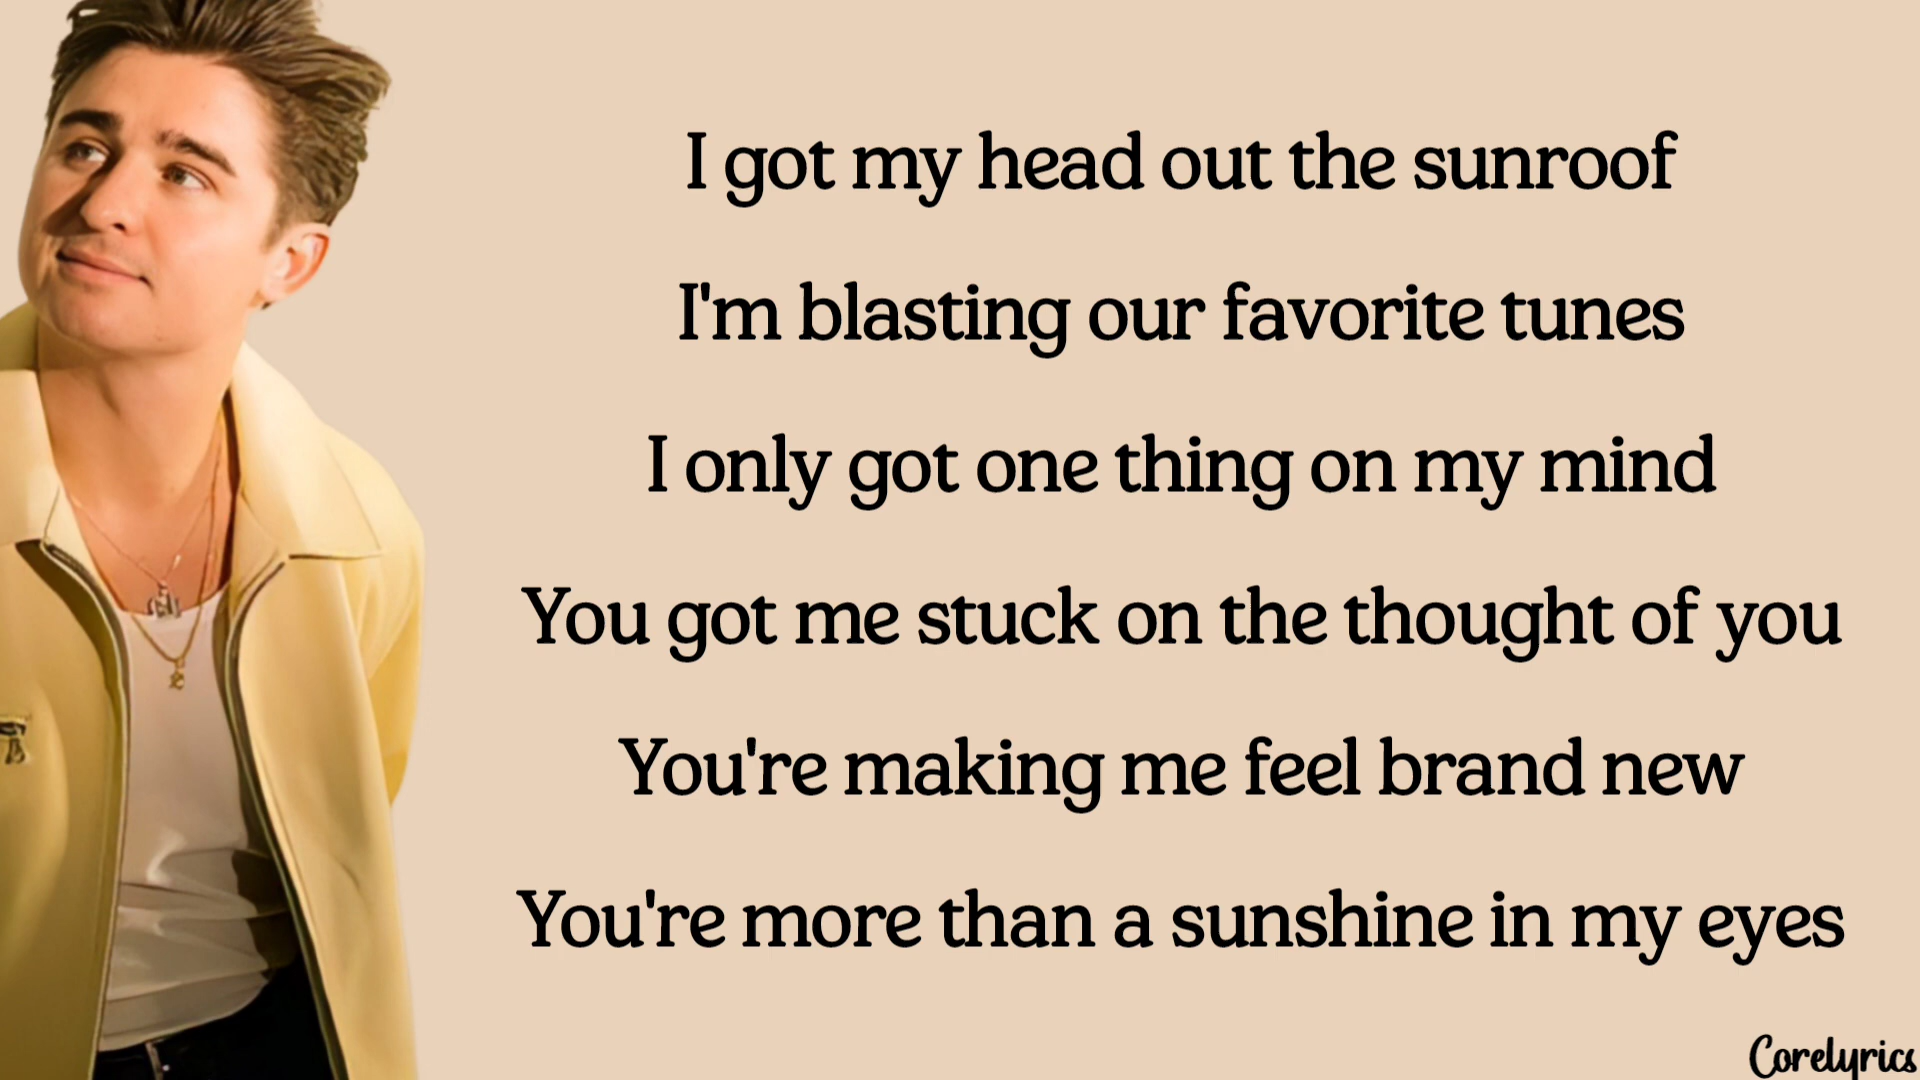 I got my head out the sunroof
I'm blasting our favorite tunes
I only got one thing on my mind
You got me stuck on the thought of you
You're making me feel brand new
You're more than a sunshine in my eyes
Corelyrics